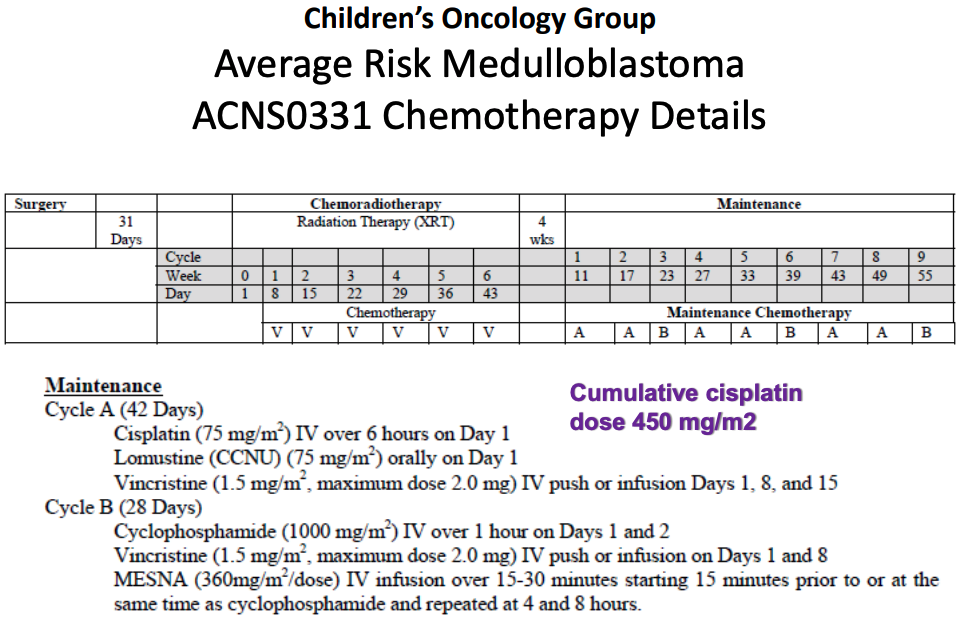 Children's Oncology Group
Average Risk Medulloblastoma
ACNS0331 Chemotherapy Details
Surgery Chemoradiotherapy Maintenance
31 Days Radiation Therapy (XRT) 4 wks
Cycle 1 2 3 4 5 6 7 8 9
Week 0 1 2 3 4 5 6 11 17 23 27 33 39 43 49 55
Day 1 8 15 22 29 36 43
Chemotherapy Maintenance Chemotherapy
V V V V V V A A B A A B A A B
Maintenance
Cycle A (42 Days)
Cisplatin (75 mg/m²) IV over 6 hours on Day 1
Lomustine (CCNU) (75 mg/m²) orally on Day 1
Vincristine (1.5 mg/m², maximum dose 2.0 mg) IV push or infusion Days 1, 8, and 15
Cycle B (28 Days)
Cyclophosphamide (1000 mg/m²) IV over 1 hour on Days 1 and 2
Vincristine (1.5 mg/m², maximum dose 2.0 mg) IV push or infusion on Days 1 and 8
MESNA (360mg/m²/dose) IV infusion over 15-30 minutes starting 15 minutes prior to or at the
same time as cyclophosphamide and repeated at 4 and 8 hours.
Cumulative cisplatin
dose 450 mg/m2